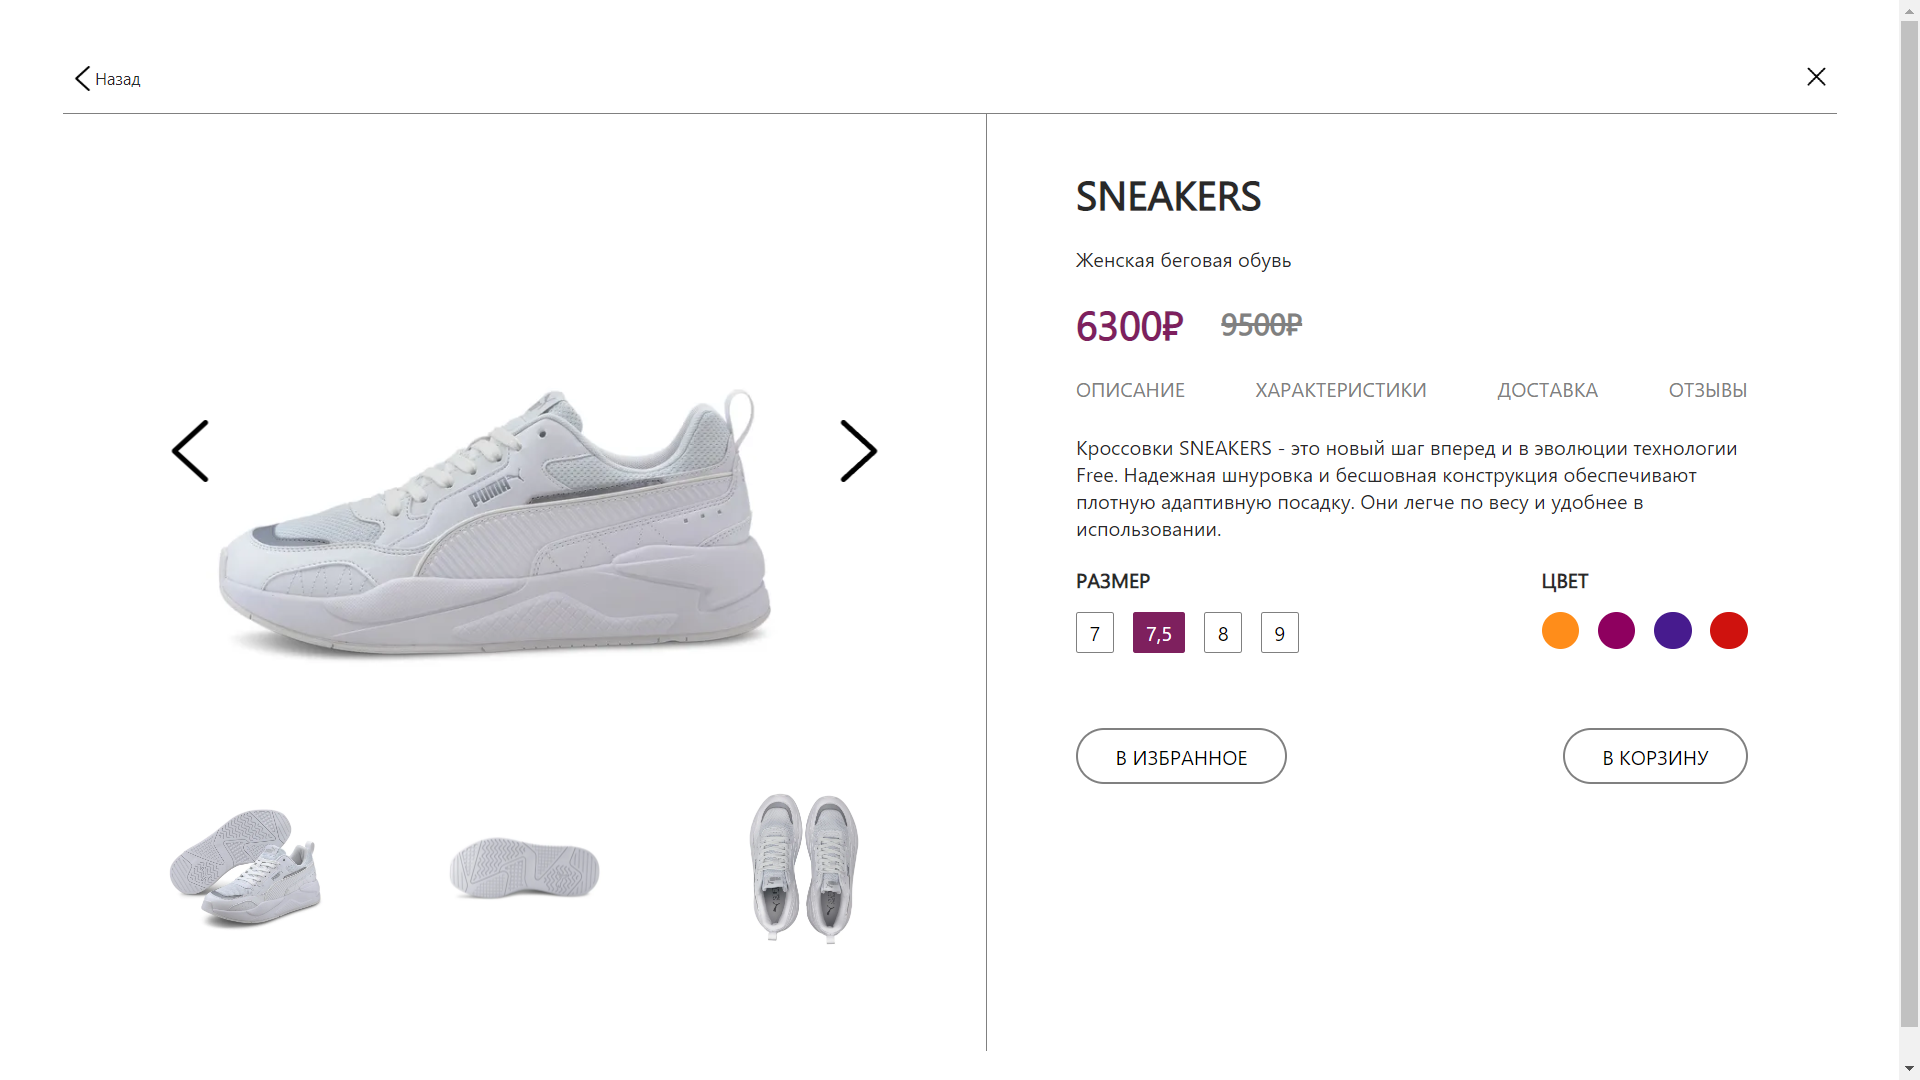 Назад
SNEAKERS
Женская беговая обувь
6300₽ 9500₽
ОПИСАНИЕ ХАРАКТЕРИСТИКИ ДОСТАВКА ОТЗЫВЫ
Кроссовки SNEAKERS - это новый шаг вперед и в эволюции технологии
Free. Надежная шнуровка и бесшовная конструкция обеспечивают
плотную адаптивную посадку. Они легче по весу и удобнее в
использовании.
РАЗМЕР ЦВЕТ
7 7,5 8 9
В ИЗБРАННОЕ В КОРЗИНУ
PUMA